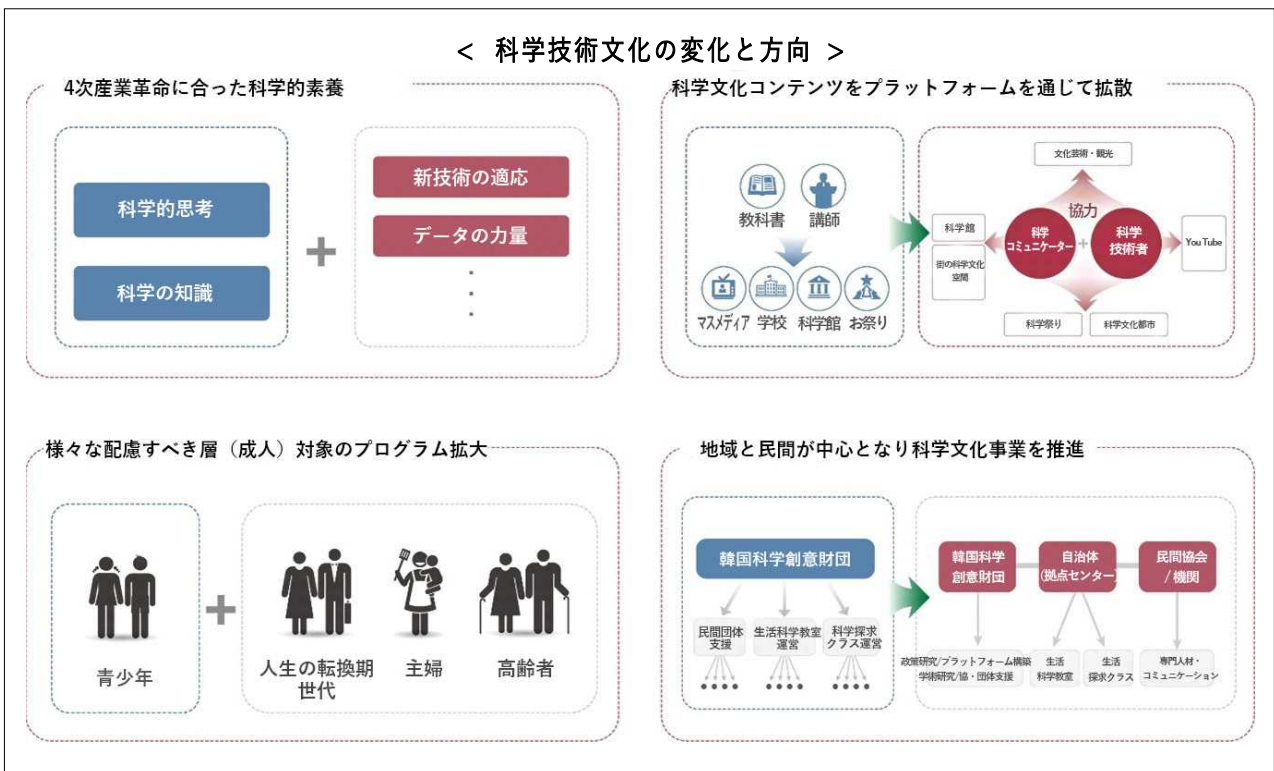 < 科学技術文化の変化と方向 >
4次産業革命に合った科学的素養
科学的思考
科学の知識
+
新技術の適応
データの力量
科学文化コンテンツをプラットフォームを通じて拡散
教科書
講師
マスメディア
学校
科学館
お祭り
文化芸術・観光
協力
科学館
街の科学文化
空間
科学
コミュニケーター
+
科学
技術者
You Tube
科学祭り
科学文化都市
様々な配慮すべき層（成人）対象のプログラム拡大
青少年
+
人生の転換期
世代
主婦
高齢者
地域と民間が中心となり科学文化事業を推進
韓国科学創意財団
民間団体
支援
生活科学教室
運営
科学探求
クラス運営
韓国科学
創意財団
自治体
(拠点センター)
民間協会
/ 機関
政策研究/プラットフォーム構築
学術研究/協・団体支援
生活
科学教室
生活
探求クラス
専門人材・
コミュニケーション